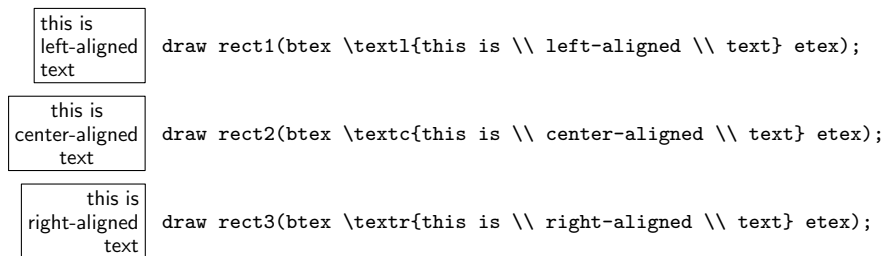 this is
left-aligned
text
draw rect1(btex \textl{this is \\ left-aligned \\ text} etex);
this is
center-aligned
text
draw rect2(btex \textc{this is \\ center-aligned \\ text} etex);
this is
right-aligned
text
draw rect3(btex \textr{this is \\ right-aligned \\ text} etex);